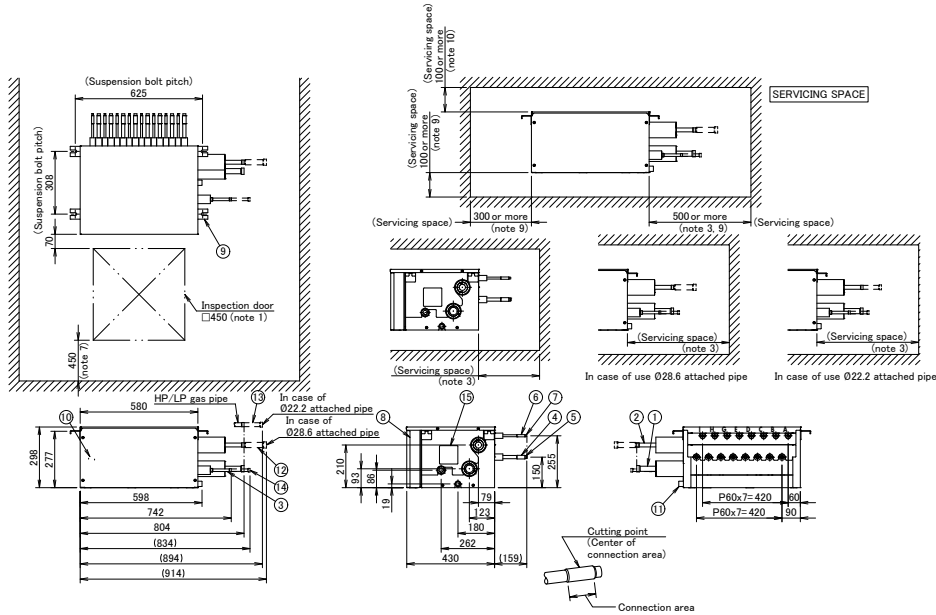 (Suspension bolt pitch)
625
(Suspension bolt pitch)
308
70
9
Inspection door
□450 (note 1)
450
(note 7)
(Servicing space)
100 or more
(note 10)
(Servicing space)
100 or more
(note 9)
SERVICING SPACE
(Servicing space)
300 or more
(note 9)
500 or more
(note 3, 9)
(Servicing space)
(Servicing space)
(note 3)
(Servicing space)
(note 3)
In case of use Ø28.6 attached pipe
(Servicing space)
(note 3)
In case of use Ø22.2 attached pipe
580
HP/LP gas pipe
13
In case of
Ø22.2 attached pipe
In case of
Ø28.6 attached pipe
10
298
277
12
14
3
598
742
804
(834)
(894)
(914)
8
15
6
7
4
5
210
93
86
19
255
150
79
123
180
262
430
(159)
2
1
H G E D C B A
11
P60x7=420
60
P60x7=420
90
Cutting point
(Center of
connection area)
Connection area